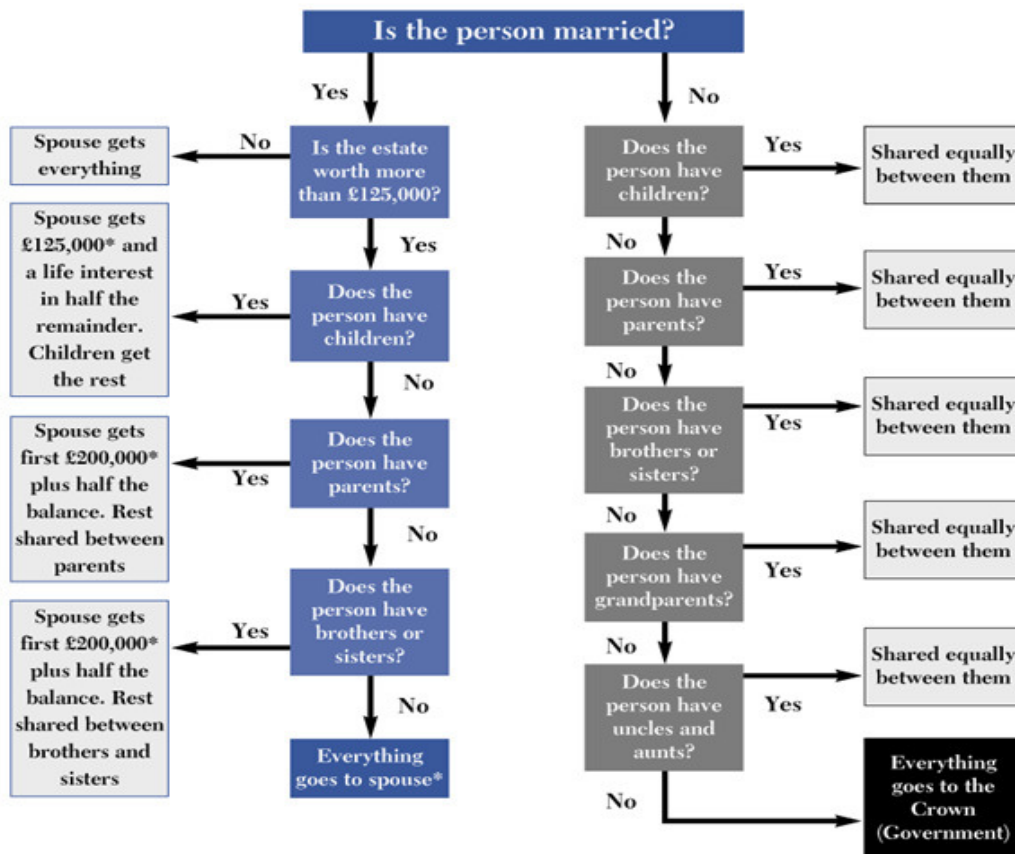 Is the person married?
Yes
No
Spouse gets
everything
No
Is the estate
worth more
than £125,000?
Yes
Spouse gets
£125,000* and
a life interest
in half the
remainder.
Children get
the rest
Yes
Does the
person have
children?
No
Spouse gets
first £200,000*
plus half the
balance. Rest
shared between
parents
Yes
Does the
person have
parents?
No
Spouse gets
first £200,000*
plus half the
balance. Rest
shared between
brothers and
sisters
Yes
Does the
person have
brothers or
sisters?
No
Everything
goes to spouse*
Does the
person have
children?
Yes
Shared equally
between them
No
Does the
person have
parents?
Yes
Shared equally
between them
No
Does the
person have
brothers or
sisters?
Yes
Shared equally
between them
No
Does the
person have
grandparents?
Yes
Shared equally
between them
No
Does the
person have
uncles and
aunts?
Yes
Shared equally
between them
No
Everything
goes to the
Crown
(Government)